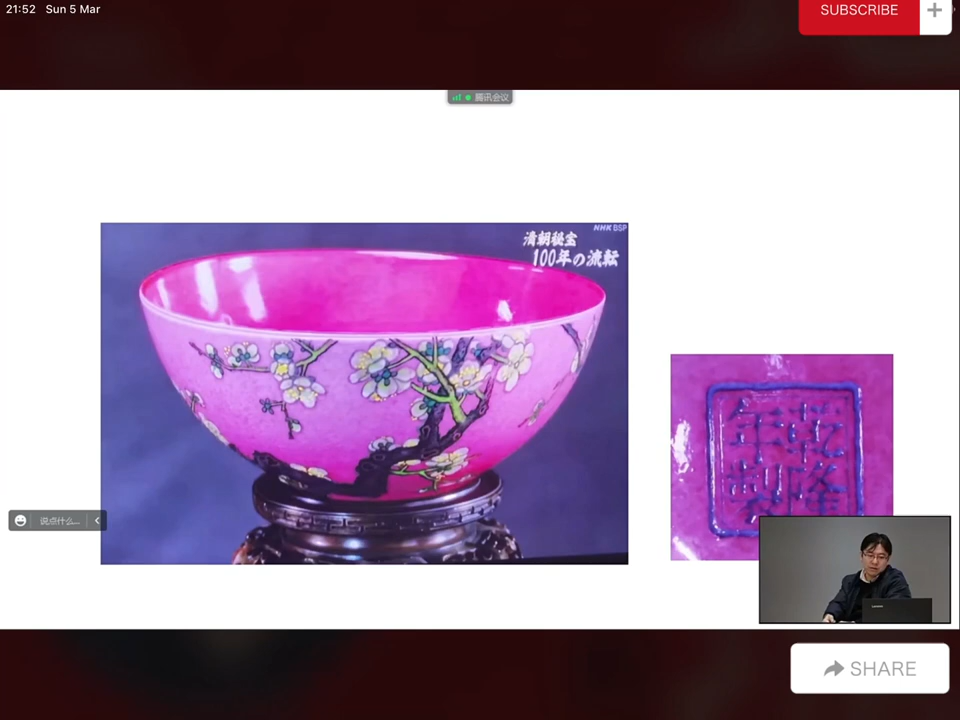 21:52 Sun 5 Mar
SUBSCRIBE
腾讯会议
NHK BSP
清朝秘宝
100年の流転
乾隆
年製
说点什么...
lenovo
SHARE